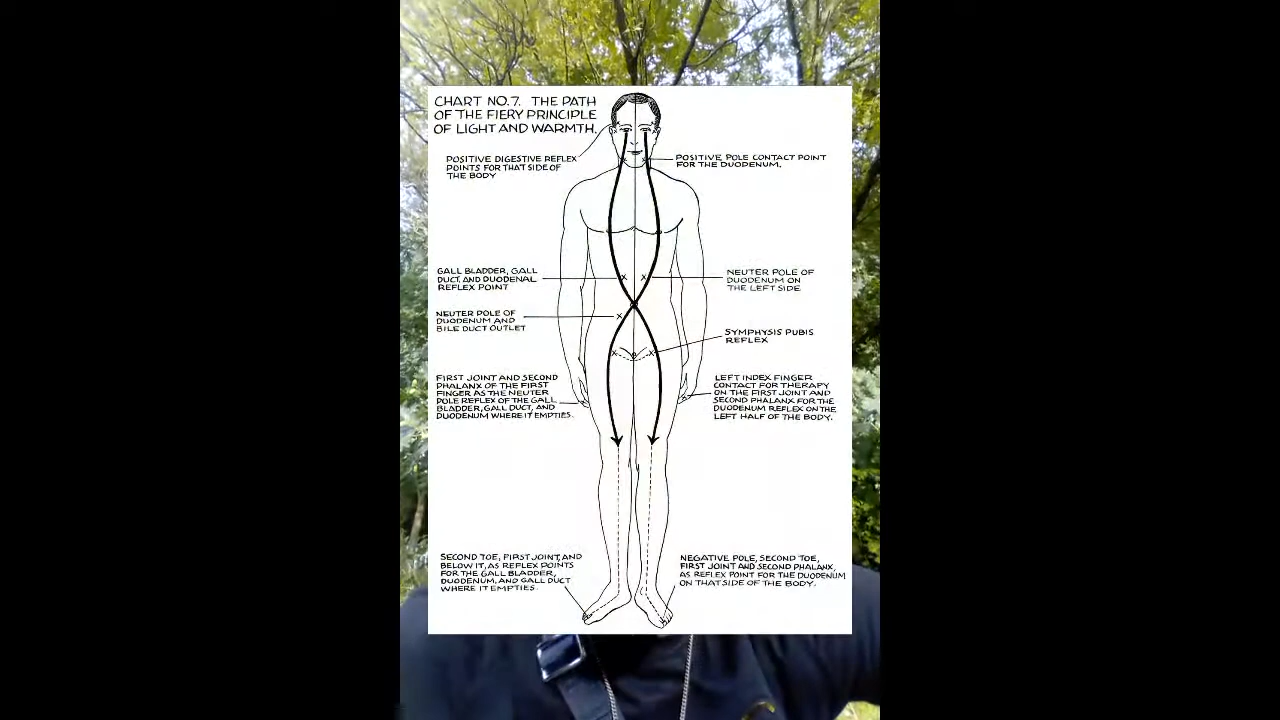 CHART NO.7. THE PATH
OF THE FIERY PRINCIPLE
OF LIGHT AND WARMTH.
POSITIVE DIGESTIVE REFLEX
POINTS FOR THAT SIDE OF
THE BODY
POSITIVE POLE CONTACT POINT
FOR THE DUODENUM.
GALL BLADDER, GALL
DUCT, AND DUODENAL
REFLEX POINT
NEUTER POLE OF
DUODENUM ON
THE LEFT SIDE
NEUTER POLE OF
DUODENUM AND
BILE DUCT OUTLET
SYMPHYSIS PUBIS
REFLEX
FIRST JOINT AND SECOND
PHALANX OF THE FIRST
FINGER AS THE NEUTER
POLE REFLEX OF THE GALL
BLADDER, GALL DUCT, AND
DUODENUM WHERE IT EMPTIES.
LEFT INDEX FINGER
CONTACT FOR THERAPY
ON THE FIRST JOINT AND
SECOND PHALANX FOR THE
DUODENUM REFLEX ON THE
LEFT HALF OF THE BODY.
SECOND TOE, FIRST JOINT, AND
BELOW IT, AS REFLEX POINTS
FOR THE GALL BLADDER,
DUODENUM, AND GALL DUCT
WHERE IT EMPTIES.
NEGATIVE POLE, SECOND TOE,
FIRST JOINT AND SECOND PHALANX,
AS REFLEX POINT FOR THE DUODENUM
ON THAT SIDE OF THE BODY.